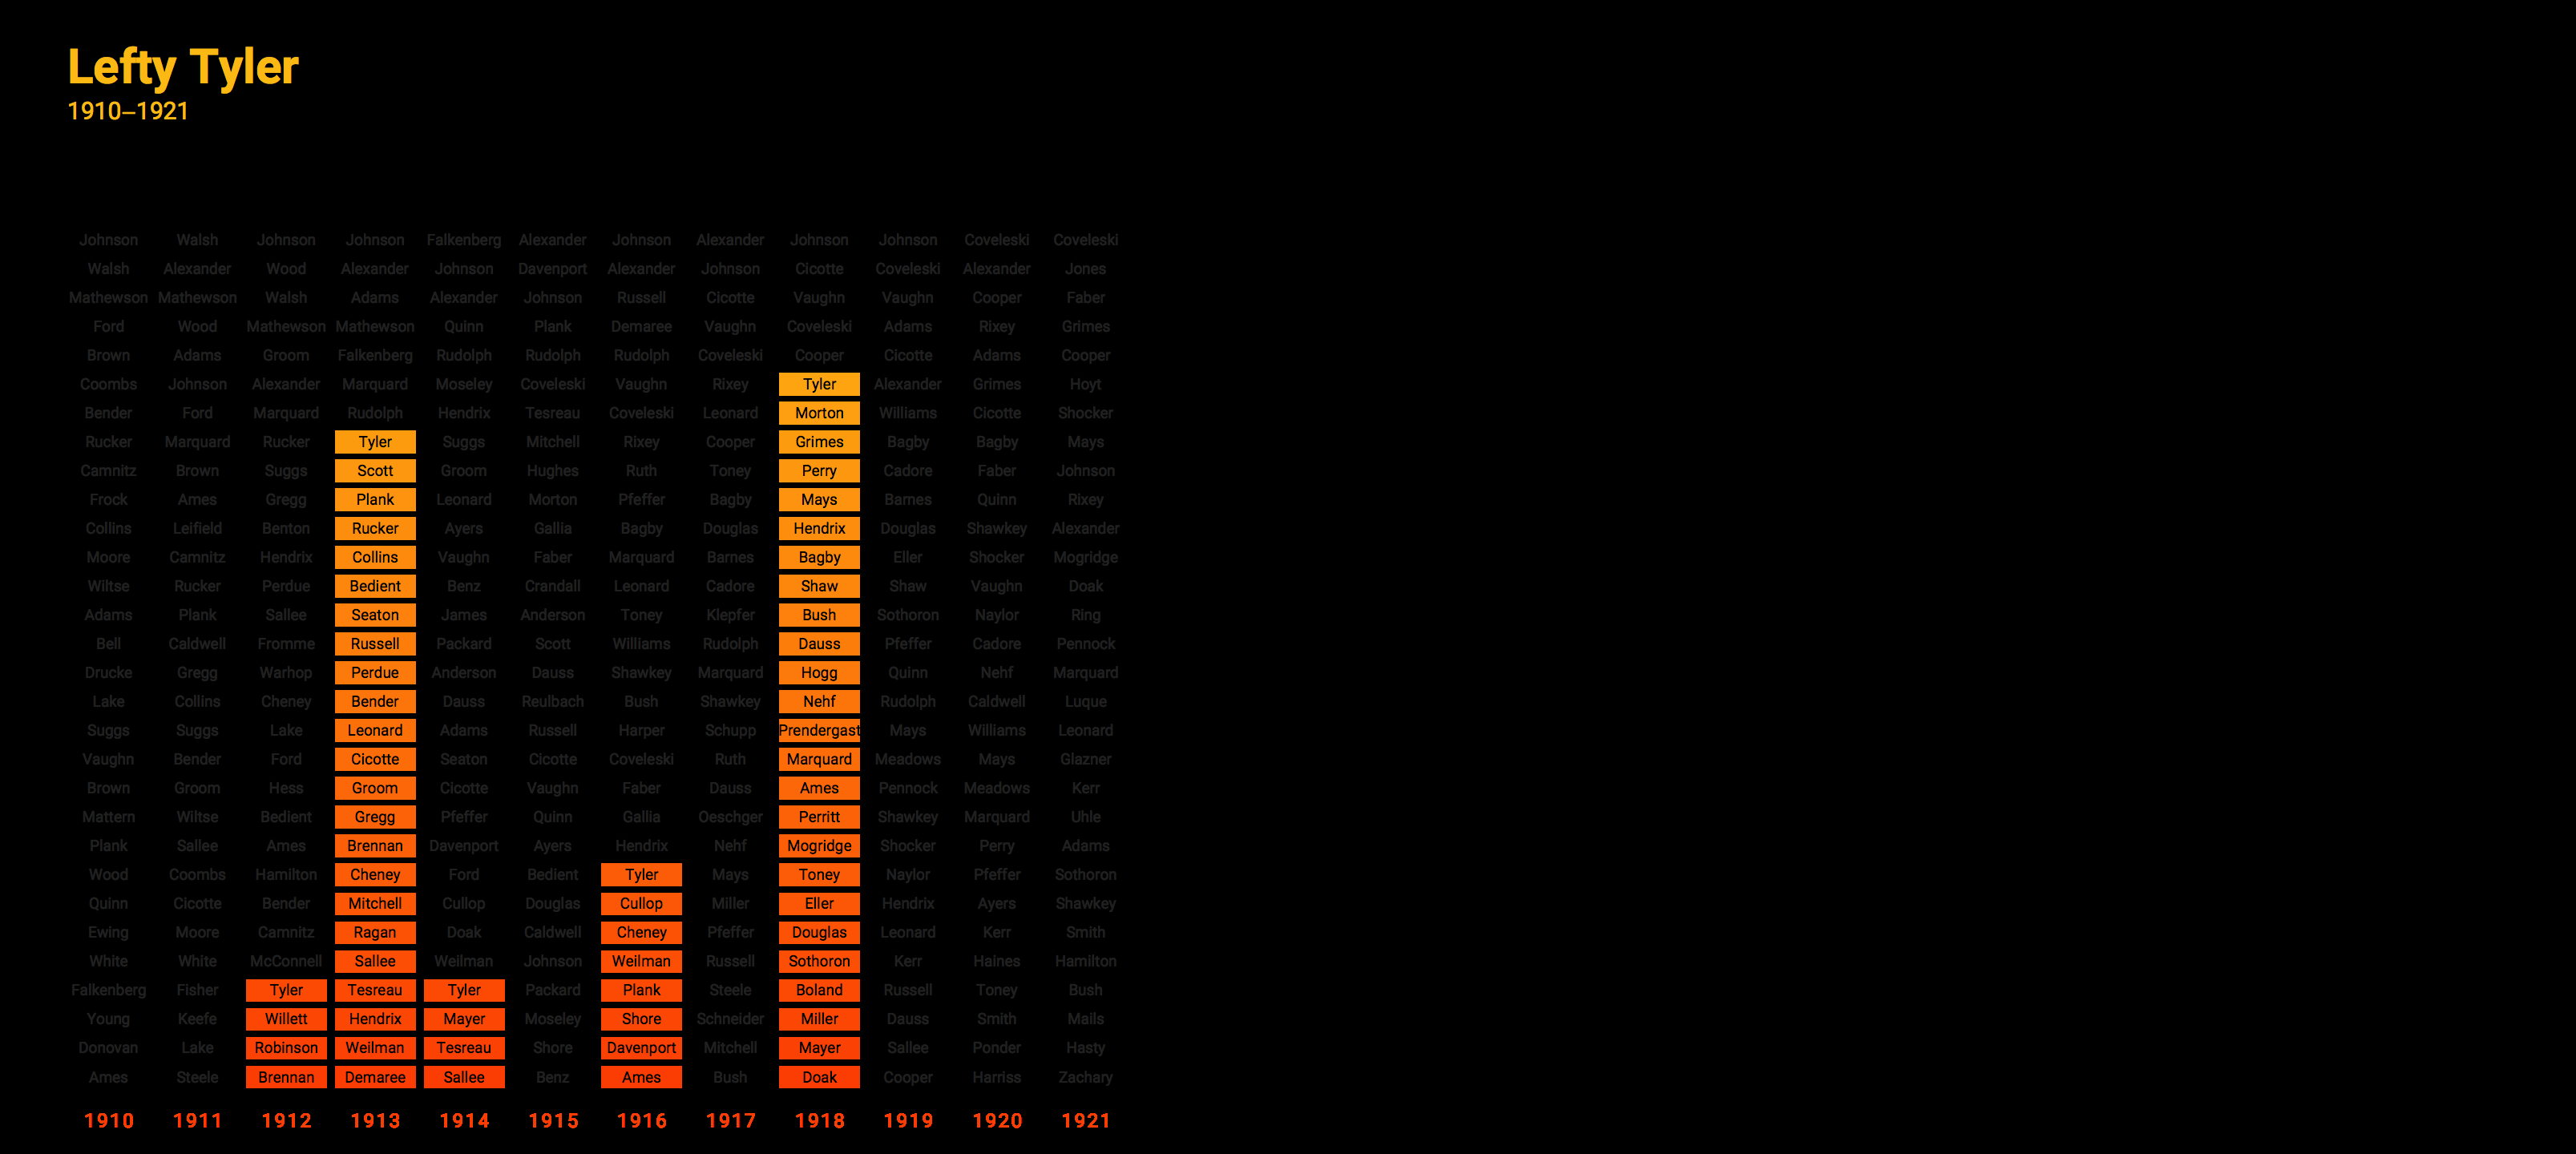 Lefty Tyler
1910–1921
Johnson Walsh Johnson Johnson Falkenberg Alexander Johnson Alexander Johnson Johnson Coveleski Coveleski
Walsh Alexander Wood Alexander Johnson Davenport Alexander Johnson Cicotte Coveleski Alexander Jones
Mathewson Mathewson Walsh Adams Alexander Johnson Russell Cicotte Vaughn Vaughn Cooper Faber
Ford Wood Mathewson Mathewson Quinn Plank Demaree Vaughn Coveleski Adams Rixey Grimes
Brown Adams Groom Falkenberg Rudolph Rudolph Rudolph Coveleski Cooper Cicotte Adams Cooper
Coombs Johnson Alexander Marquard Moseley Coveleski Vaughn Rixey Tyler Alexander Grimes Hoyt
Bender Ford Marquard Rudolph Hendrix Tesreau Coveleski Leonard Morton Williams Cicotte Shocker
Rucker Marquard Rucker Tyler Suggs Mitchell Rixey Cooper Grimes Bagby Bagby Mays
Camnitz Brown Suggs Scott Groom Hughes Ruth Toney Perry Cadore Faber Johnson
Frock Ames Gregg Plank Leonard Morton Pfeffer Bagby Mays Barnes Quinn Rixey
Collins Leifield Benton Rucker Ayers Gallia Bagby Douglas Hendrix Douglas Shawkey Alexander
Moore Camnitz Hendrix Collins Vaughn Faber Marquard Barnes Bagby Eller Shocker Mogridge
Wiltse Rucker Perdue Bedient Benz Crandall Leonard Cadore Shaw Shaw Vaughn Doak
Adams Plank Sallee Seaton James Anderson Toney Klepfer Bush Sothoron Naylor Ring
Bell Caldwell Fromme Russell Packard Scott Williams Rudolph Dauss Pfeffer Cadore Pennock
Drucke Gregg Warhop Perdue Anderson Dauss Shawkey Marquard Hogg Quinn Nehf Marquard
Lake Collins Cheney Bender Dauss Reulbach Bush Shawkey Nehf Rudolph Caldwell Luque
Suggs Suggs Lake Leonard Adams Russell Harper Schupp Prendergast Mays Williams Leonard
Vaughn Bender Ford Cicotte Seaton Cicotte Coveleski Ruth Marquard Meadows Mays Glazner
Brown Groom Hess Groom Cicotte Vaughn Faber Dauss Ames Pennock Meadows Kerr
Mattern Wiltse Bedient Gregg Pfeffer Quinn Gallia Oeschger Perritt Shawkey Marquard Uhle
Plank Sallee Ames Brennan Davenport Ayers Hendrix Nehf Mogridge Shocker Perry Adams
Wood Coombs Hamilton Cheney Ford Bedient Tyler Mays Toney Naylor Pfeffer Sothoron
Quinn Cicotte Bender Mitchell Cullop Douglas Cullop Miller Eller Hendrix Ayers Shawkey
Ewing Moore Camnitz Ragan Doak Caldwell Cheney Pfeffer Douglas Leonard Kerr Smith
White White McConnell Sallee Weilman Johnson Weilman Russell Sothoron Kerr Haines Hamilton
Falkenberg Fisher Tyler Tesreau Tyler Packard Plank Steele Boland Russell Toney Bush
Young Keefe Willett Hendrix Mayer Moseley Shore Schneider Miller Dauss Smith Mails
Donovan Lake Robinson Weilman Tesreau Shore Davenport Mitchell Mayer Sallee Ponder Hasty
Ames Steele Brennan Demaree Sallee Benz Ames Bush Doak Cooper Harriss Zachary
1910 1911 1912 1913 1914 1915 1916 1917 1918 1919 1920 1921